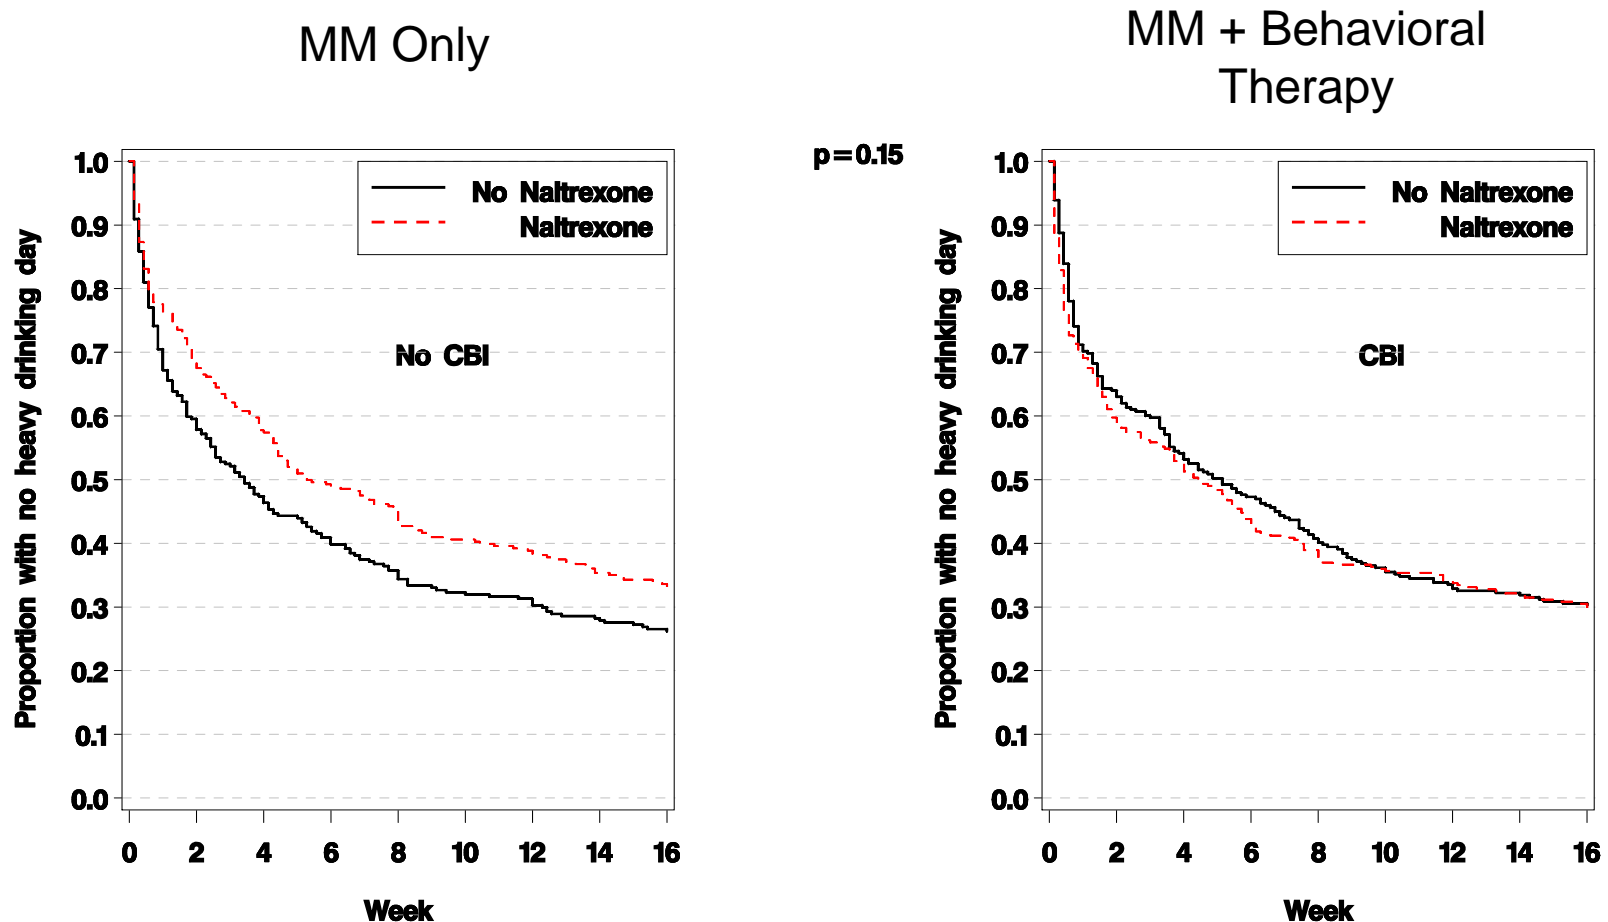 MM Only
MM + Behavioral
Therapy
p=0.15
Proportion with no heavy drinking day
1.0
0.9
0.8
0.7
0.6
0.5
0.4
0.3
0.2
0.1
0.0
No Naltrexone
Naltrexone
No CBI
0 2 4 6 8 10 12 14 16
Week
Proportion with no heavy drinking day
1.0
0.9
0.8
0.7
0.6
0.5
0.4
0.3
0.2
0.1
0.0
No Naltrexone
Naltrexone
CBI
0 2 4 6 8 10 12 14 16
Week